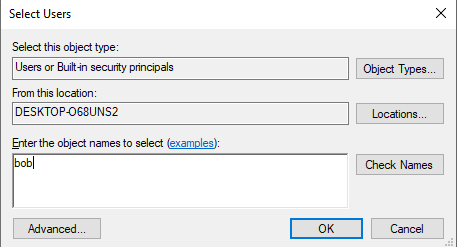 Select Users
Select this object type:
Users or Built-in security principals
Object Types...
From this location:
DESKTOP-O68UNS2
Locations...
Enter the object names to select (examples):
bob
Check Names
Advanced...
OK
Cancel